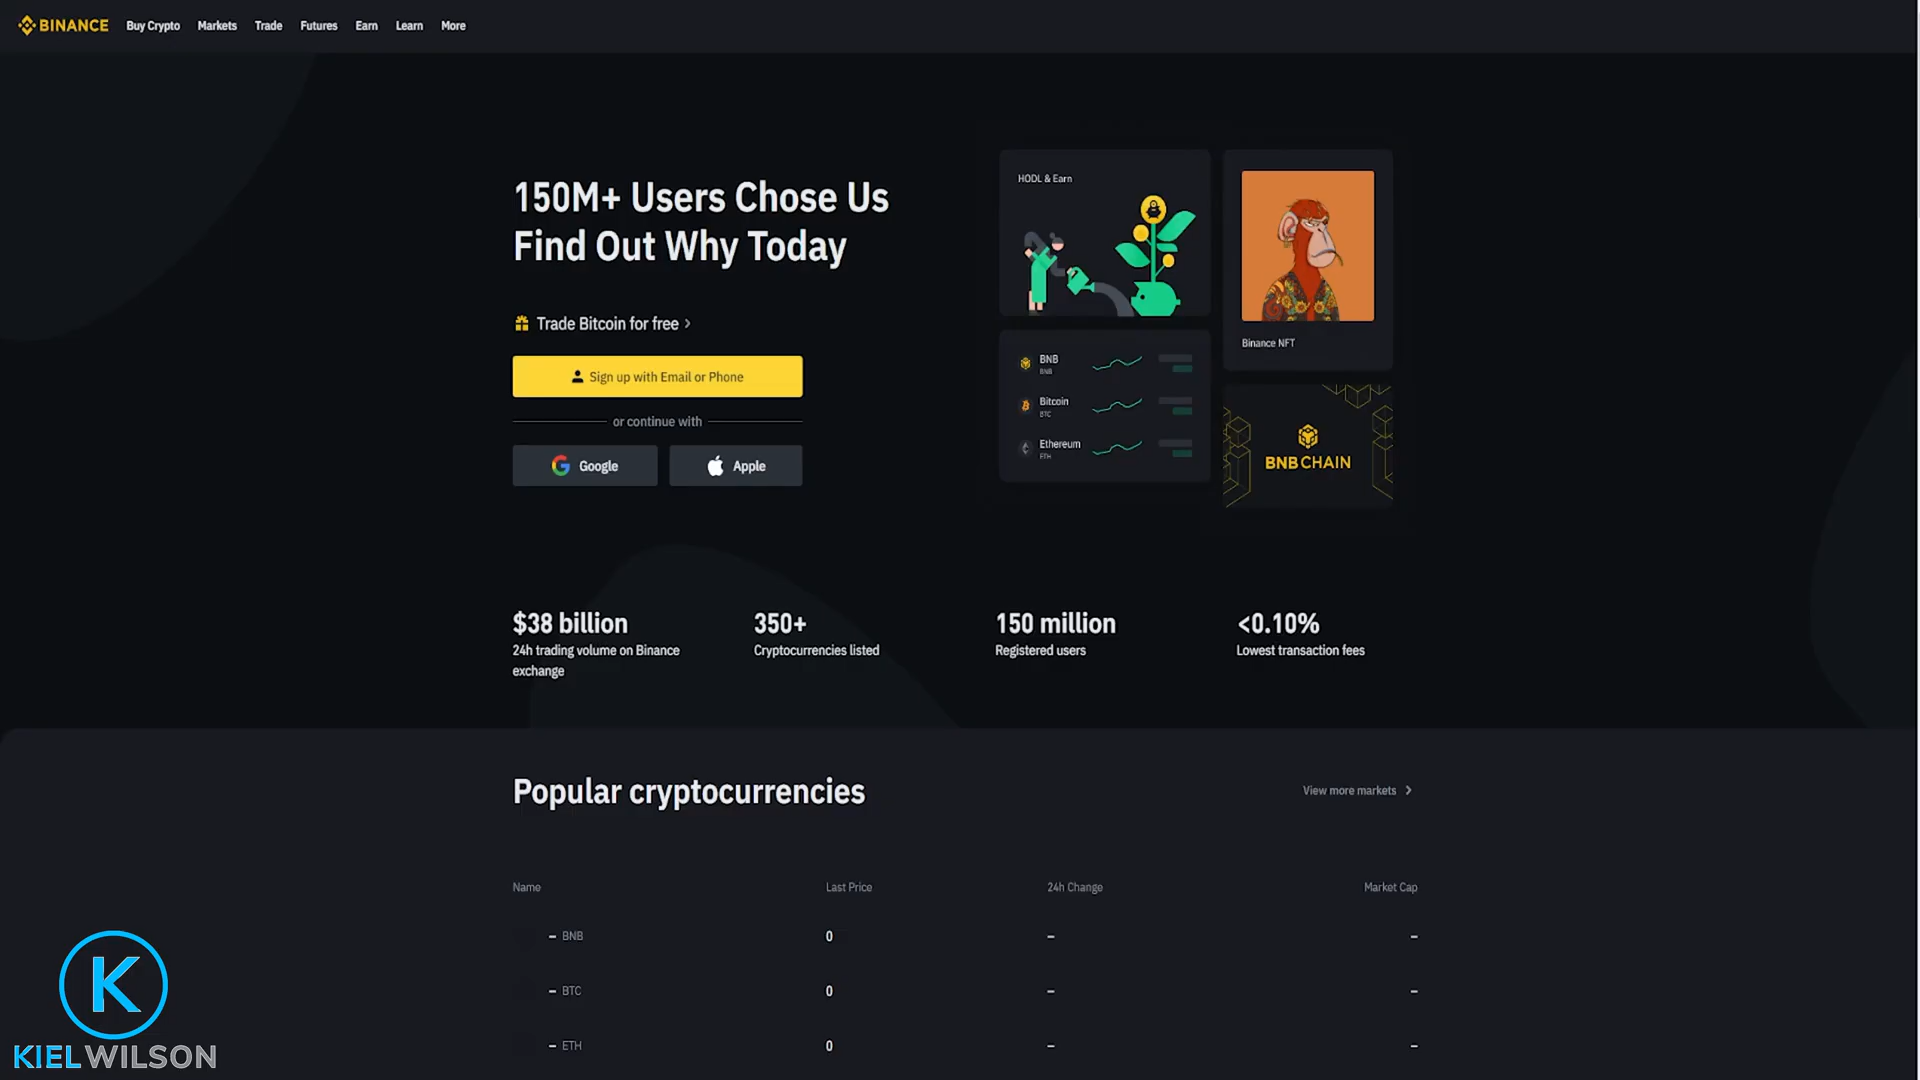 BINANCE Buy Crypto Markets Trade Futures Earn Learn More
150M+ Users Chose Us
Find Out Why Today
Trade Bitcoin for free
Sign up with Email or Phone
or continue with
Google Apple
HODL & Earn
Binance NFT
BNB
BNB
Bitcoin
BTC
Ethereum
ETH
BNB CHAIN
$38 billion
24h trading volume on Binance
exchange
350+
Cryptocurrencies listed
150 million
Registered users
<0.10%
Lowest transaction fees
Popular cryptocurrencies
View more markets
Name Last Price 24h Change Market Cap
– BNB 0 – –
– BTC 0 – –
– ETH 0 – –
K
KIELWILSON